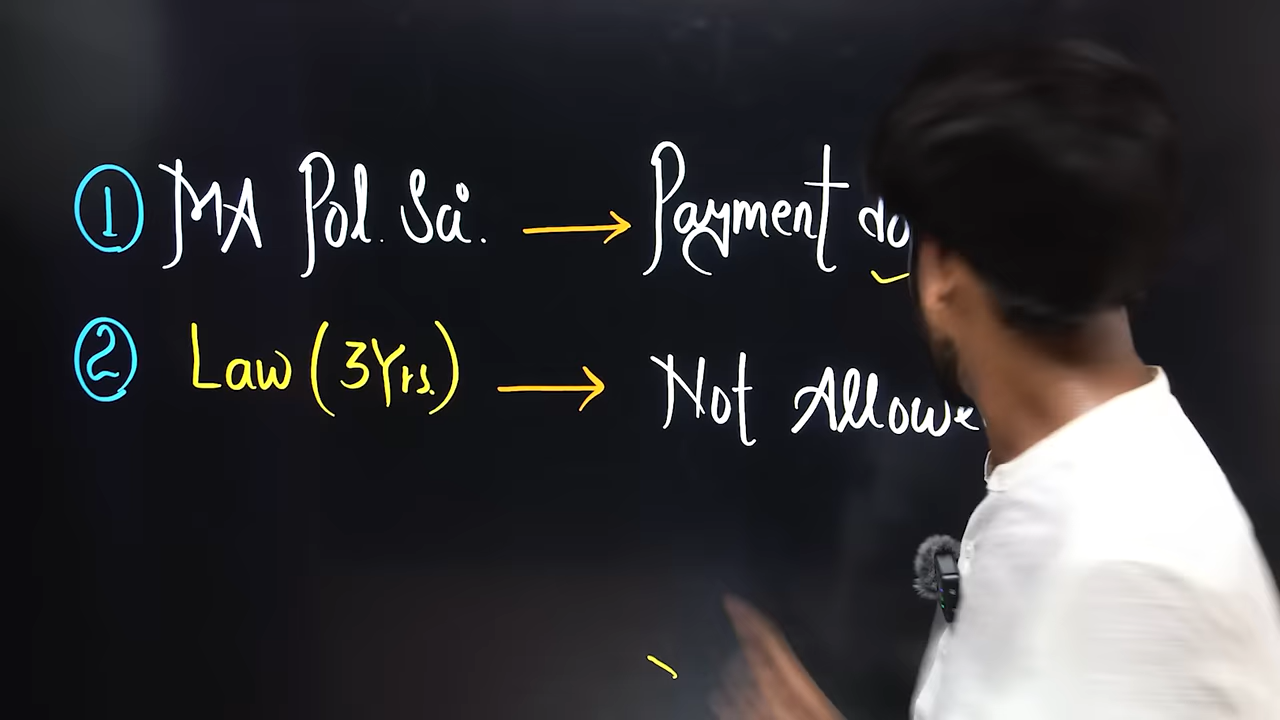 ① MA Pol. Sci. → Payment
② Law (3Yrs.) → Not